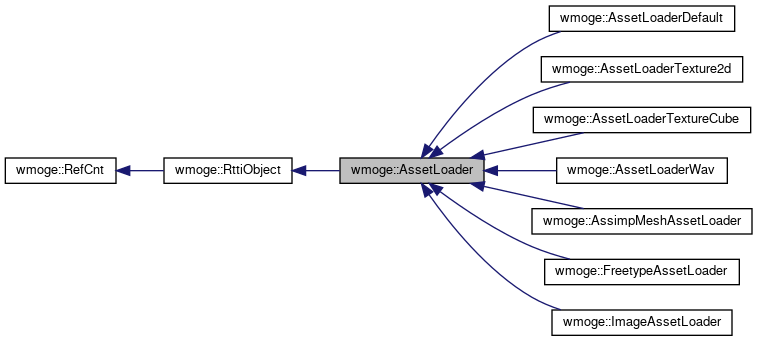 wmoge::AssetLoaderDefault
wmoge::AssetLoaderTexture2d
wmoge::AssetLoaderTextureCube
wmoge::RefCnt
wmoge::RttiObject
wmoge::AssetLoader
wmoge::AssetLoaderWav
wmoge::AssimpMeshAssetLoader
wmoge::FreetypeAssetLoader
wmoge::ImageAssetLoader